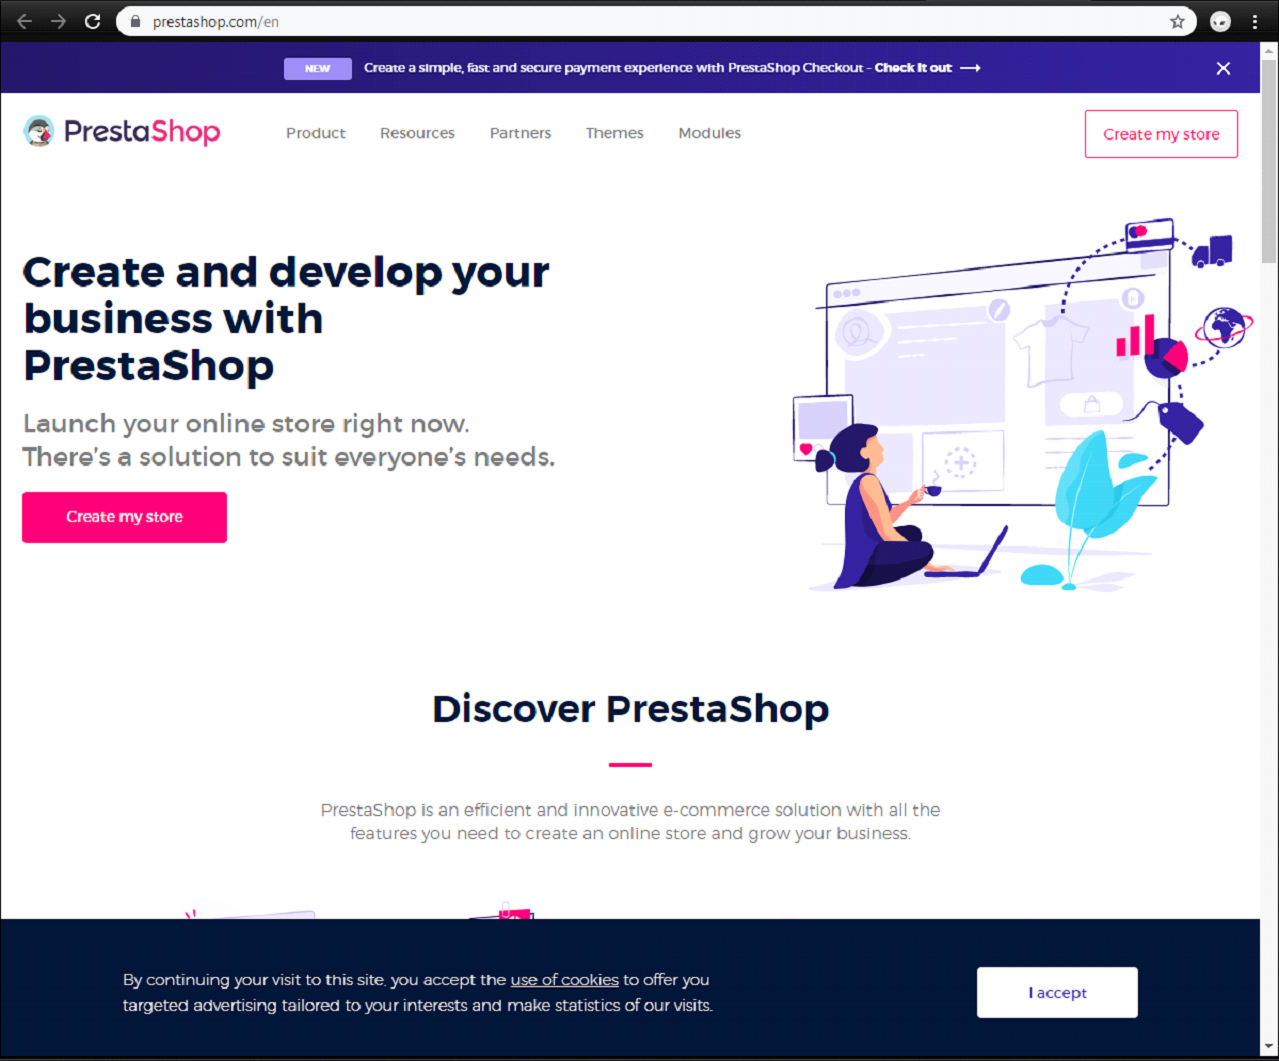 prestashop.com/en
NEW Create a simple, fast and secure payment experience with PrestaShop Checkout - Check it out
PrestaShop Product Resources Partners Themes Modules Create my store
Create and develop your
business with
PrestaShop
Launch your online store right now.
There's a solution to suit everyone's needs.
Create my store
Discover PrestaShop
PrestaShop is an efficient and innovative e-commerce solution with all the
features you need to create an online store and grow your business.
By continuing your visit to this site, you accept the use of cookies to offer you
targeted advertising tailored to your interests and make statistics of our visits.
I accept